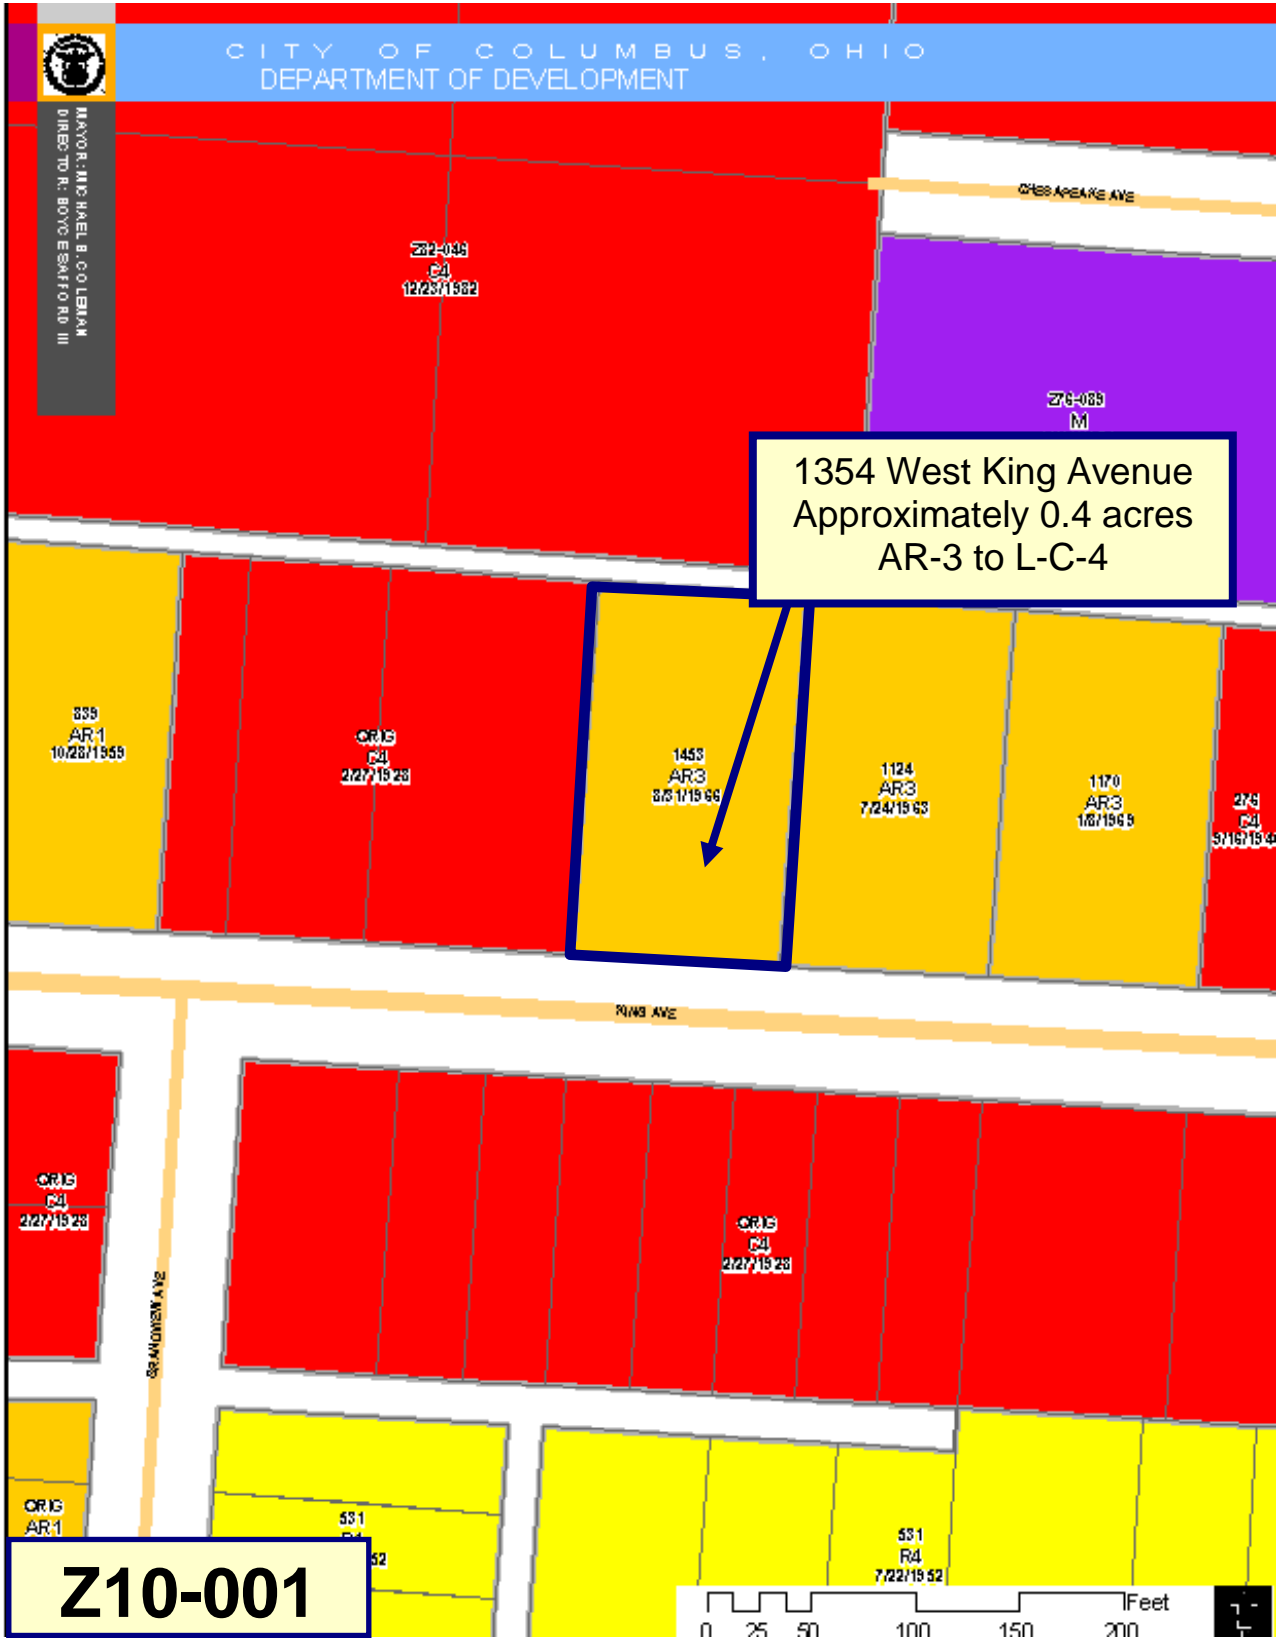 CITY OF COLUMBUS, OHIO
DEPARTMENT OF DEVELOPMENT
MAYOR: MICHAEL B. COLEMAN
DIRECTOR: BOYCE SAFFORD III
CHESAPEAKE AVE
Z82-046
C4
12/23/1982
Z76-089
M
1354 West King Avenue
Approximately 0.4 acres
AR-3 to L-C-4
839
AR1
10/28/1959
ORIG
C4
2/27/1928
1453
AR3
8/31/1966
1124
AR3
7/24/1963
1170
AR3
1/8/1969
276
C4
KING AVE
ORIG
C4
2/27/1928
ORIG
C4
2/27/1928
GRANDVIEW AVE
ORIG
AR1
531
52
531
R4
7/22/1952
Z10-001
Feet
0 25 50 100 150 200